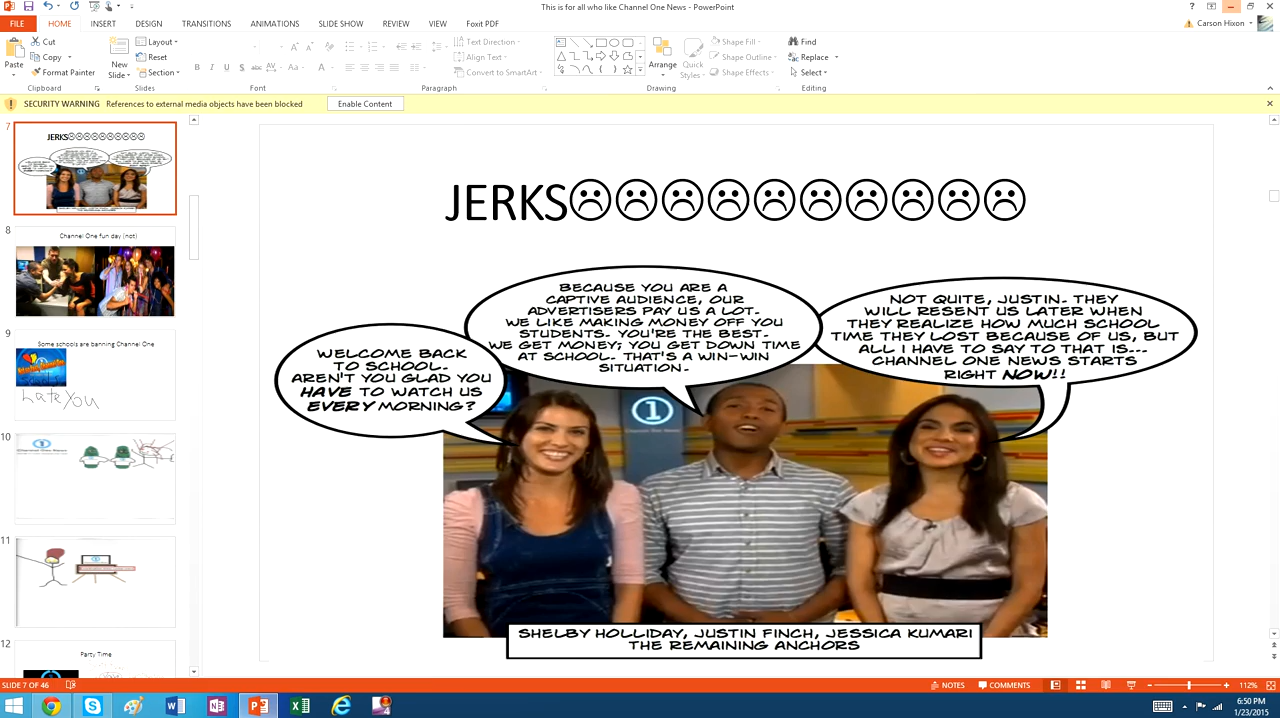 This is for all who like Channel One News - PowerPoint
FILE HOME INSERT DESIGN TRANSITIONS ANIMATIONS SLIDE SHOW REVIEW VIEW Foxit PDF
Carson Hixon
Paste
Cut
Copy
Format Painter
Clipboard
New Slide
Layout
Reset
Section
Slides
B I U S abc AV Aa A
Font
Text Direction
Align Text
Convert to SmartArt
Paragraph
Arrange
Quick Styles
Shape Fill
Shape Outline
Shape Effects
Drawing
Find
Replace
Select
Editing
SECURITY WARNING References to external media objects have been blocked Enable Content
7
JERKS☹☹☹☹☹☹☹☹☹☹
8
Channel One fun day (not)
9
Some schools are banning Channel One
hate you
10
11
12
Party Time
JERKS☹☹☹☹☹☹☹☹☹☹
WELCOME BACK
TO SCHOOL.
AREN'T YOU GLAD YOU
HAVE TO WATCH US
EVERY MORNING?
BECAUSE YOU ARE A
CAPTIVE AUDIENCE, OUR
ADVERTISERS PAY US A LOT.
WE LIKE MAKING MONEY OFF YOU
STUDENTS. YOU'RE THE BEST.
WE GET MONEY; YOU GET DOWN TIME
AT SCHOOL. THAT'S A WIN-WIN
SITUATION.
NOT QUITE, JUSTIN. THEY
WILL RESENT US LATER WHEN
THEY REALIZE HOW MUCH SCHOOL
TIME THEY LOST BECAUSE OF US, BUT
ALL I HAVE TO SAY TO THAT IS...
CHANNEL ONE NEWS STARTS
RIGHT NOW!!
1
Channel One News
SHELBY HOLLIDAY, JUSTIN FINCH, JESSICA KUMARI
THE REMAINING ANCHORS
SLIDE 7 OF 46
NOTES COMMENTS 112%
6:50 PM
1/23/2015